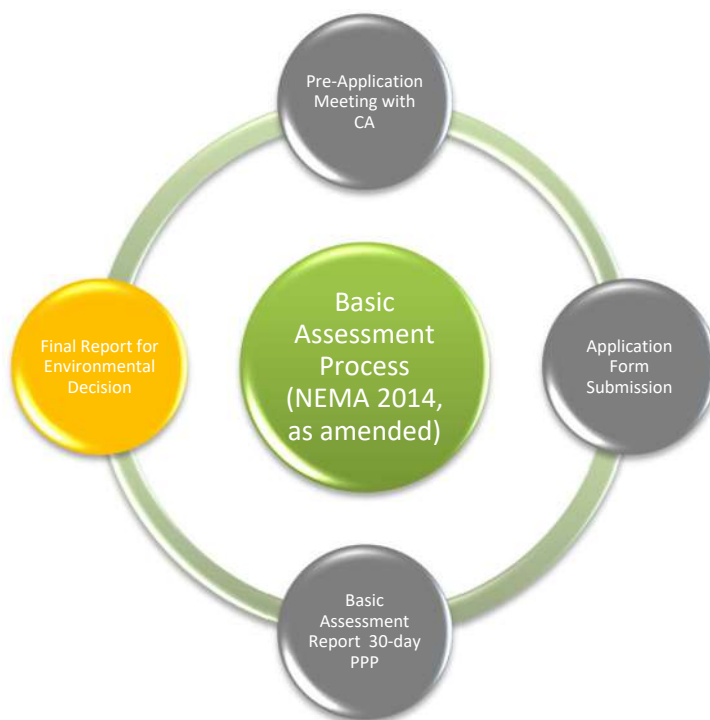 Pre-Application
Meeting with
CA
Basic
Assessment
Process
(NEMA 2014,
as amended)
Final Report for
Environmental
Decision
Application
Form
Submission
Basic
Assessment
Report 30-day
PPP